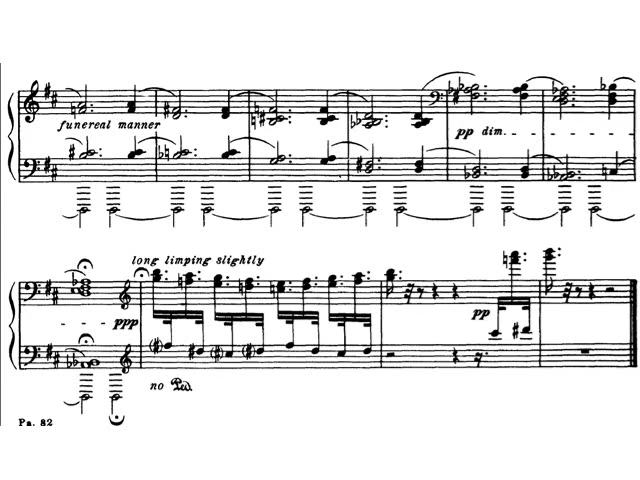 funereal manner
pp dim.
long limping slightly
ppp
pp
no Ped
Pa. 82